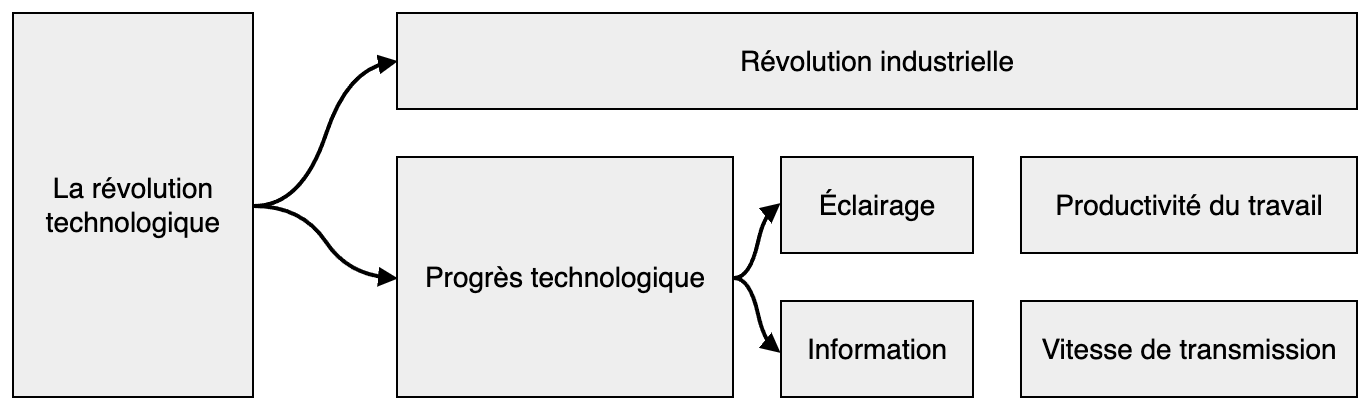 La révolution
technologique
Révolution industrielle
Progrès technologique
Éclairage
Productivité du travail
Information
Vitesse de transmission